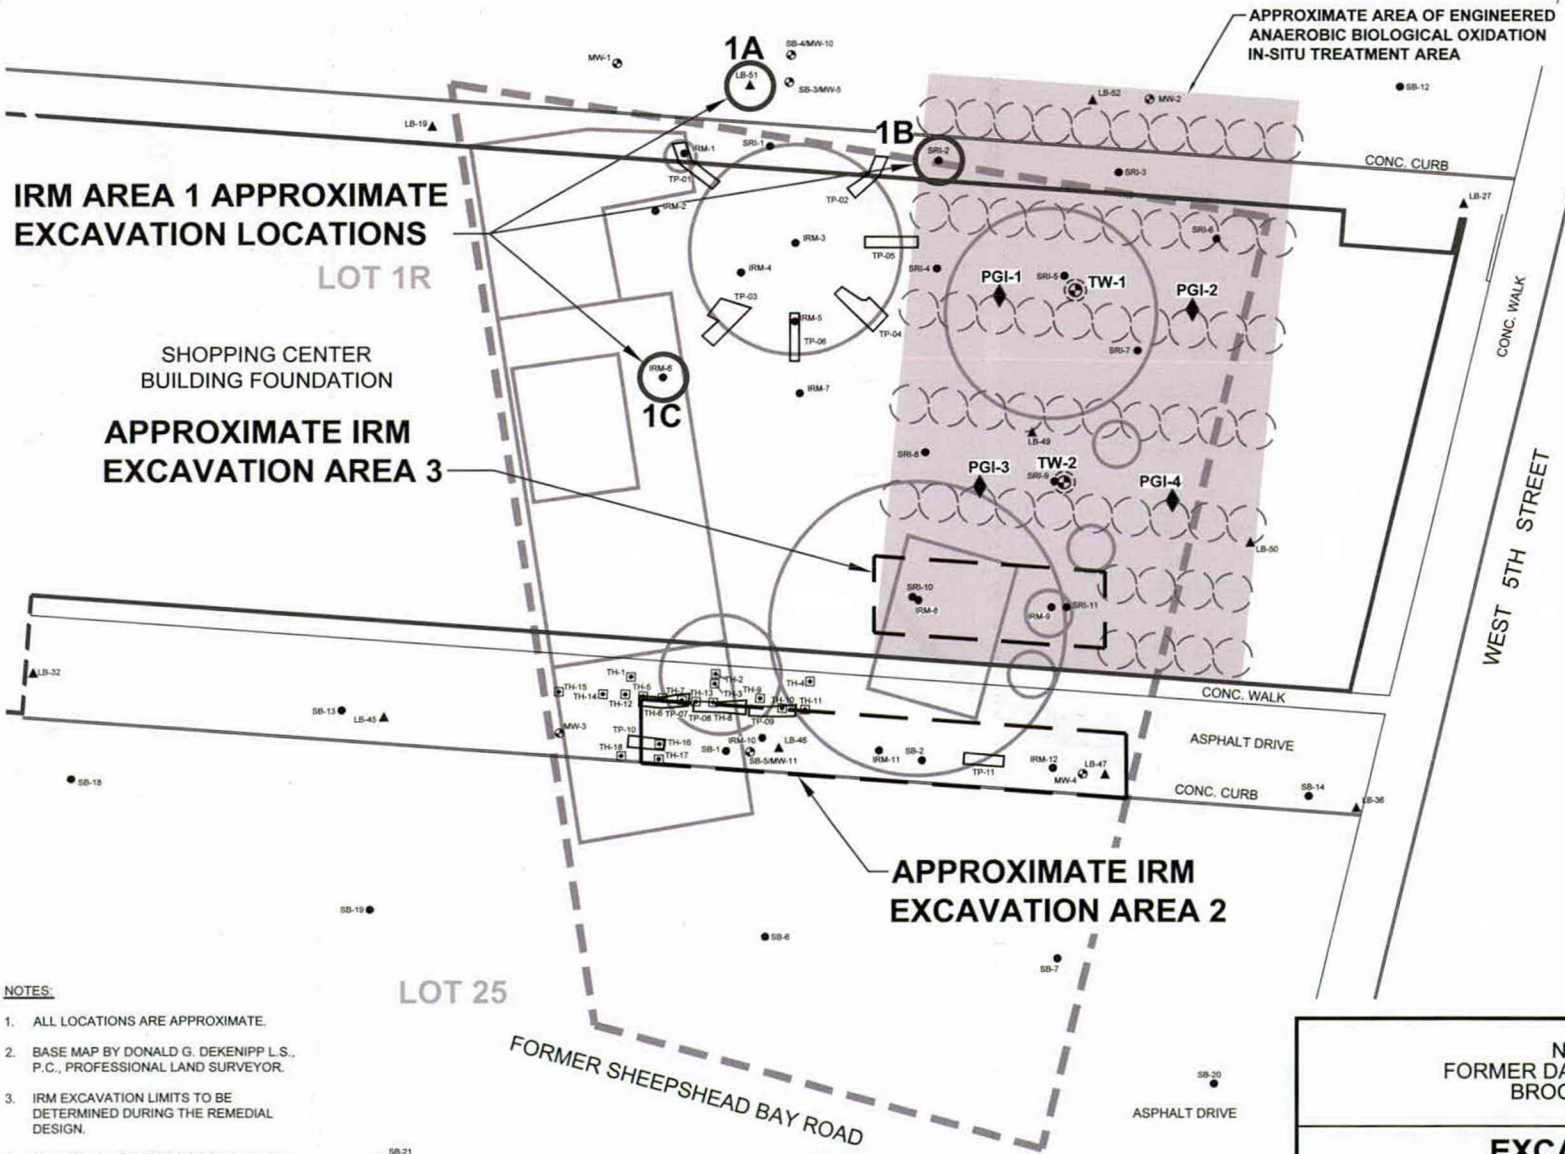 APPROXIMATE AREA OF ENGINEERED
ANAEROBIC BIOLOGICAL OXIDATION
IN-SITU TREATMENT AREA
1A
SB-4/MW-10
MW-1
LB-51
SB-3/MW-5
LB-52
MW-2
SB-12
LB-19
1B
IRM-1
SRI-1
SRI-2
CONC. CURB
TP-01
SRI-3
IRM AREA 1 APPROXIMATE
EXCAVATION LOCATIONS
TP-02
LB-27
IRM-2
LOT 1R
IRM-3
TP-05
SRI-6
IRM-4
SRI-4
SRI-5
PGI-1
TW-1
PGI-2
TP-03
CONC. WALK
IRM-5
TP-04
TP-06
SRI-7
SHOPPING CENTER
BUILDING FOUNDATION
IRM-6
IRM-7
1C
APPROXIMATE IRM
EXCAVATION AREA 3
LB-49
SRI-8
PGI-3
TW-2
SRI-9
PGI-4
WEST 5TH STREET
LB-50
SRI-10
IRM-8
IRM-9
SRI-11
LB-32
TH-1
TH-2
TH-4
TH-15
TH-14
TH-5
TH-7
TH-13
TH-3
TH-9
CONC. WALK
TH-12
TH-10
TH-11
TH-6
TP-07
TP-08
TH-8
TP-09
SB-13
LB-45
MW-3
TP-10
TH-16
IRM-10
LB-46
ASPHALT DRIVE
TH-18
TH-17
SB-1
SB-5/MW-11
IRM-11
SB-2
TP-11
IRM-12
MW-4
LB-47
SB-18
CONC. CURB
SB-14
LB-36
APPROXIMATE IRM
EXCAVATION AREA 2
SB-19
SB-6
SB-7
LOT 25
NOTES:
1. ALL LOCATIONS ARE APPROXIMATE.
2. BASE MAP BY DONALD G. DEKENIPP L.S.,
P.C., PROFESSIONAL LAND SURVEYOR.
3. IRM EXCAVATION LIMITS TO BE
DETERMINED DURING THE REMEDIAL
DESIGN.
FORMER SHEEPSHEAD BAY ROAD
SB-20
ASPHALT DRIVE
SB-21
N
FORMER DA
BROO
EXCA